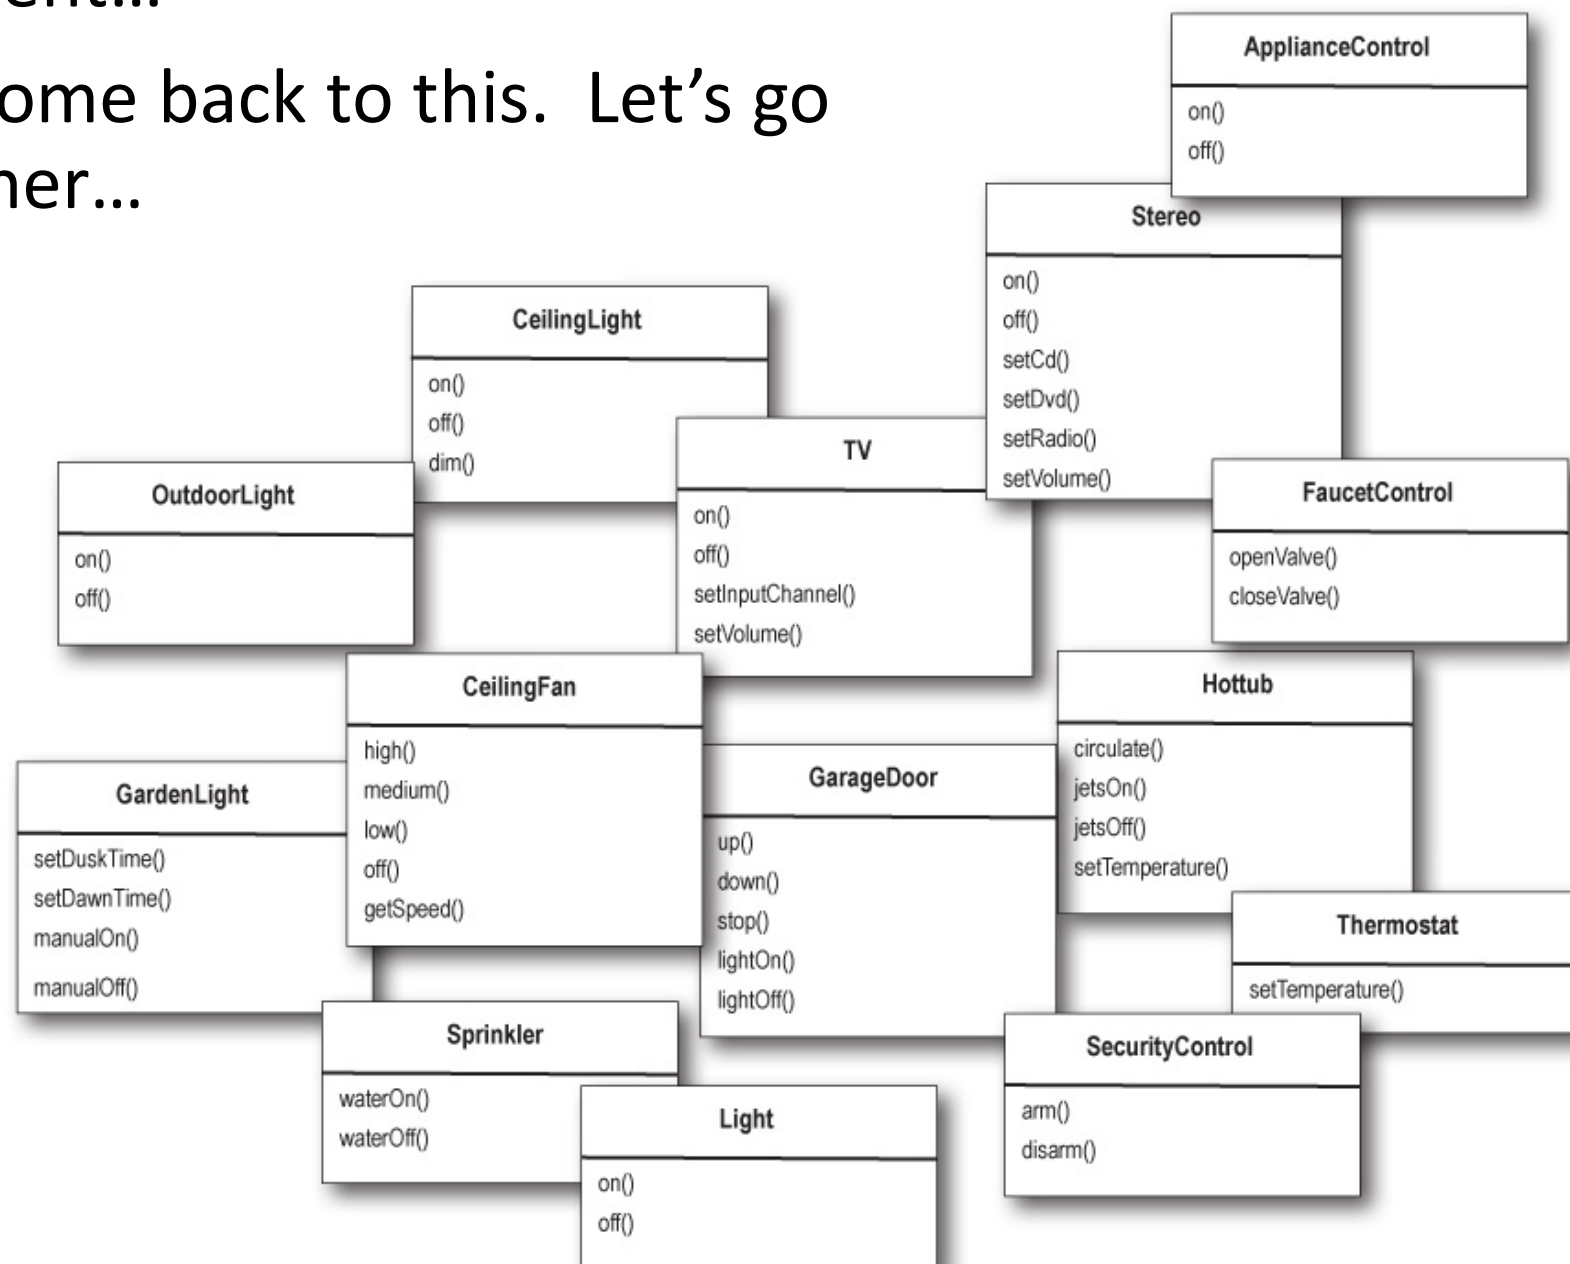 ent…
ome back to this. Let’s go
ner…
ApplianceControl
on()
off()
Stereo
on()
off()
setCd()
setDvd()
setRadio()
setVolume()
CeilingLight
on()
off()
dim()
TV
on()
off()
setInputChannel()
setVolume()
OutdoorLight
on()
off()
FaucetControl
openValve()
closeValve()
CeilingFan
high()
medium()
low()
off()
getSpeed()
Hottub
circulate()
jetsOn()
jetsOff()
setTemperature()
GardenLight
setDuskTime()
setDawnTime()
manualOn()
manualOff()
GarageDoor
up()
down()
stop()
lightOn()
lightOff()
Thermostat
setTemperature()
Sprinkler
waterOn()
waterOff()
Light
on()
off()
SecurityControl
arm()
disarm()